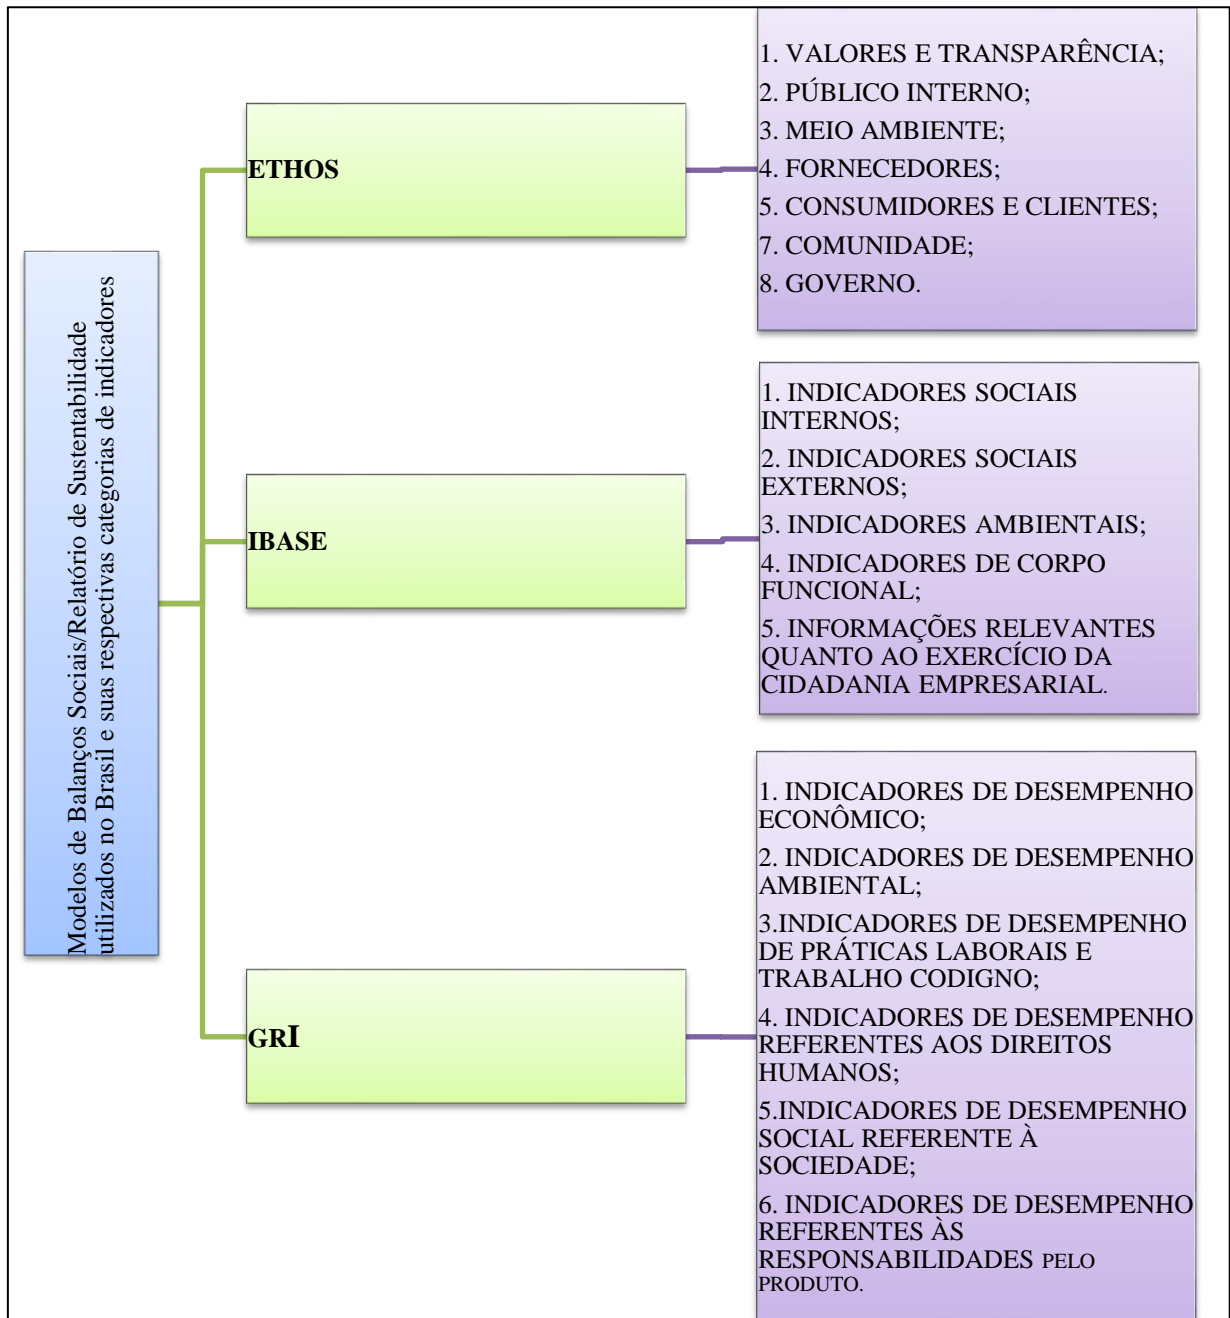 Modelos de Balanços Sociais/Relatório de Sustentabilidade
utilizados no Brasil e suas respectivas categorias de indicadores
ETHOS
1. VALORES E TRANSPARÊNCIA;
2. PÚBLICO INTERNO;
3. MEIO AMBIENTE;
4. FORNECEDORES;
5. CONSUMIDORES E CLIENTES;
7. COMUNIDADE;
8. GOVERNO.
IBASE
1. INDICADORES SOCIAIS
INTERNOS;
2. INDICADORES SOCIAIS
EXTERNOS;
3. INDICADORES AMBIENTAIS;
4. INDICADORES DE CORPO
FUNCIONAL;
5. INFORMAÇÕES RELEVANTES
QUANTO AO EXERCÍCIO DA
CIDADANIA EMPRESARIAL.
GRI
1. INDICADORES DE DESEMPENHO
ECONÔMICO;
2. INDICADORES DE DESEMPENHO
AMBIENTAL;
3.INDICADORES DE DESEMPENHO
DE PRÁTICAS LABORAIS E
TRABALHO CODIGNO;
4. INDICADORES DE DESEMPENHO
REFERENTES AOS DIREITOS
HUMANOS;
5.INDICADORES DE DESEMPENHO
SOCIAL REFERENTE À
SOCIEDADE;
6. INDICADORES DE DESEMPENHO
REFERENTES ÀS
RESPONSABILIDADES PELO
PRODUTO.